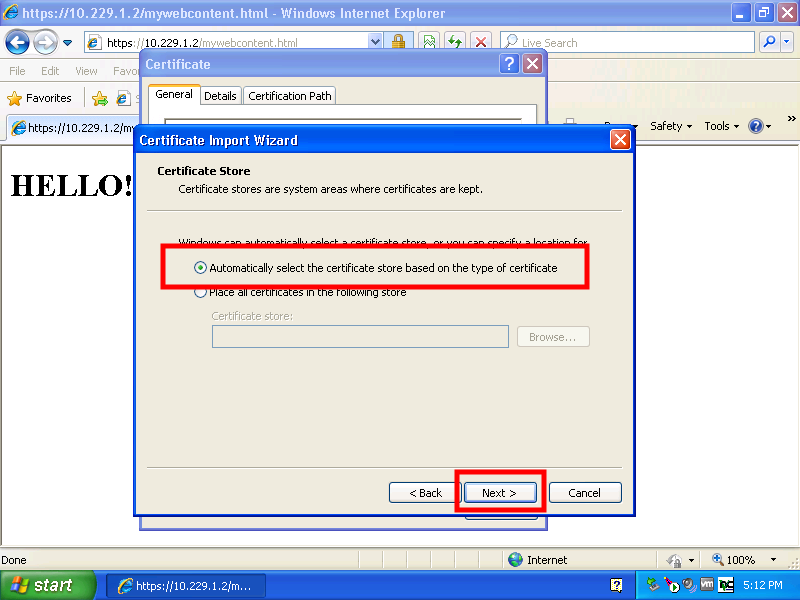 https://10.229.1.2/mywebcontent.html - Windows Internet Explorer
https://10.229.1.2/mywebcontent.html
Live Search
File Edit View Favor
Favorites
https://10.229.1.2/my
Safety Tools
Certificate
General Details Certification Path
Certificate Import Wizard
Certificate Store
Certificate stores are system areas where certificates are kept.
HELLO!
Windows can automatically select a certificate store, or you can specify a location for
Automatically select the certificate store based on the type of certificate
Place all certificates in the following store
Certificate store:
Browse...
< Back Next > Cancel
Done Internet 100%
start https://10.229.1.2/m... 5:12 PM